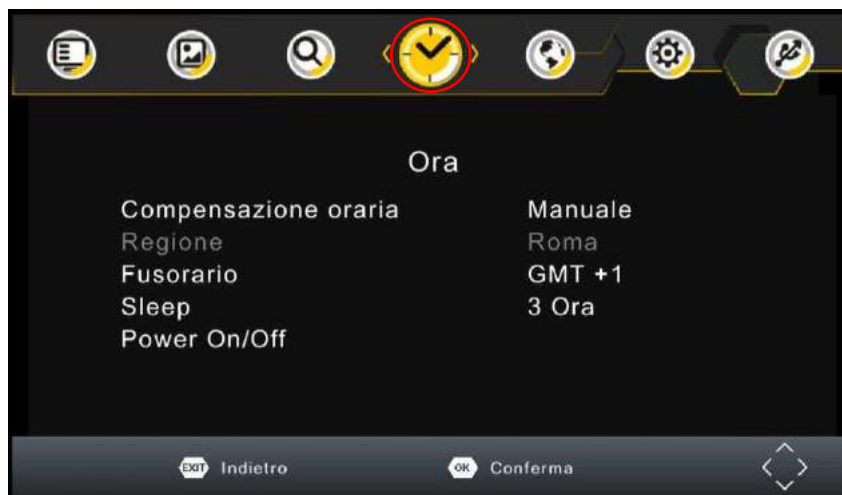 Ora
Compensazione oraria Manuale
Regione Roma
Fusorario GMT +1
Sleep 3 Ora
Power On/Off
EXIT Indietro OK Conferma